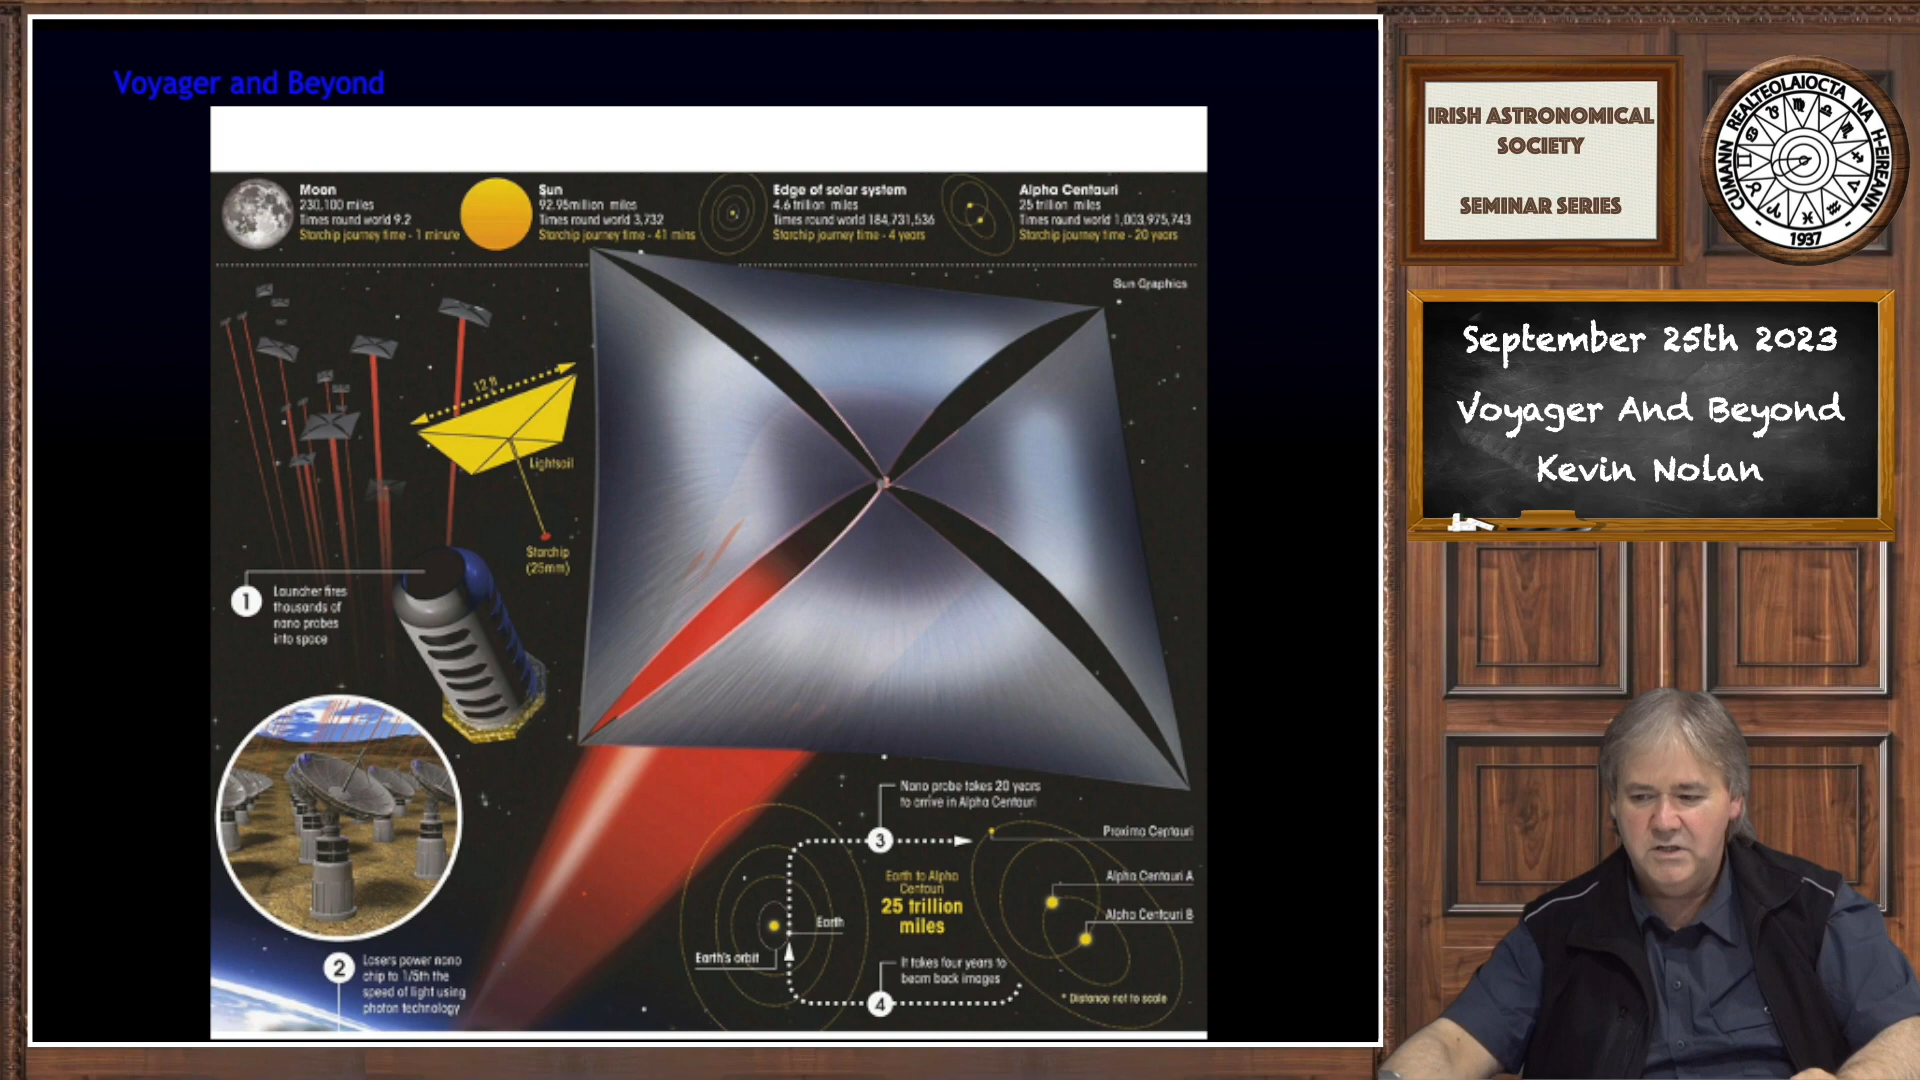 Voyager and Beyond
Moon
230,100 miles
Times round world 9.2
Starchip journey time - 1 minute
Sun
92.95million miles
Times round world 3,732
Starchip journey time - 41 mins
Edge of solar system
4.6 trillion miles
Times round world 184,731,536
Starchip journey time - 4 years
Alpha Centauri
25 trillion miles
Times round world 1,003,975,743
Starchip journey time - 20 years
Sun Graphics
12 ft
Lightsail
Starchip
(25mm)
1
Launcher fires
thousands of
nano probes
into space
2
Lasers power nano
chip to 1/5th the
speed of light using
photon technology
Nano probe takes 20 years
to arrive in Alpha Centauri
3
Proxima Centauri
Earth to Alpha
Centauri
25 trillion
miles
Alpha Centauri A
Alpha Centauri B
Earth
Earth's orbit
It takes four years to
beam back images
4
* Distance not to scale
IRISH ASTRONOMICAL
SOCIETY
SEMINAR SERIES
CUMANN REALTEOLAIOCTA NA H-EIREANN
- 1937 -
September 25th 2023
Voyager And Beyond
Kevin Nolan